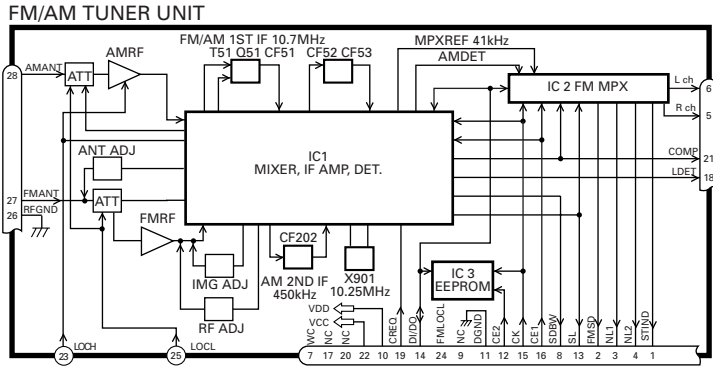 FM/AM TUNER UNIT
FM/AM 1ST IF 10.7MHz
T51 Q51 CF51
CF52 CF53
MPXREF 41kHz
AMDET
AMRF
28
AMANT
ATT
IC 2 FM MPX
L ch
6
R ch
5
IC1
MIXER, IF AMP, DET.
ANT ADJ
COMP
21
LDET
18
27
FMANT
ATT
26
RFGND
FMRF
CF202
AM 2ND IF
450kHz
X901
10.25MHz
IMG ADJ
RF ADJ
IC 3
EEPROM
VDD
VCC
WC
NC
NC
CREQ
DI/DO
FMLOCL
NC
DGND
CE2
CK
CE1
SDBW
SL
FMSD
NL1
NL2
STIND
23
LOCH
25
LOCL
7 17 20 22 10 19 14 24 9 11 12 15 16 8 13 2 3 4 1